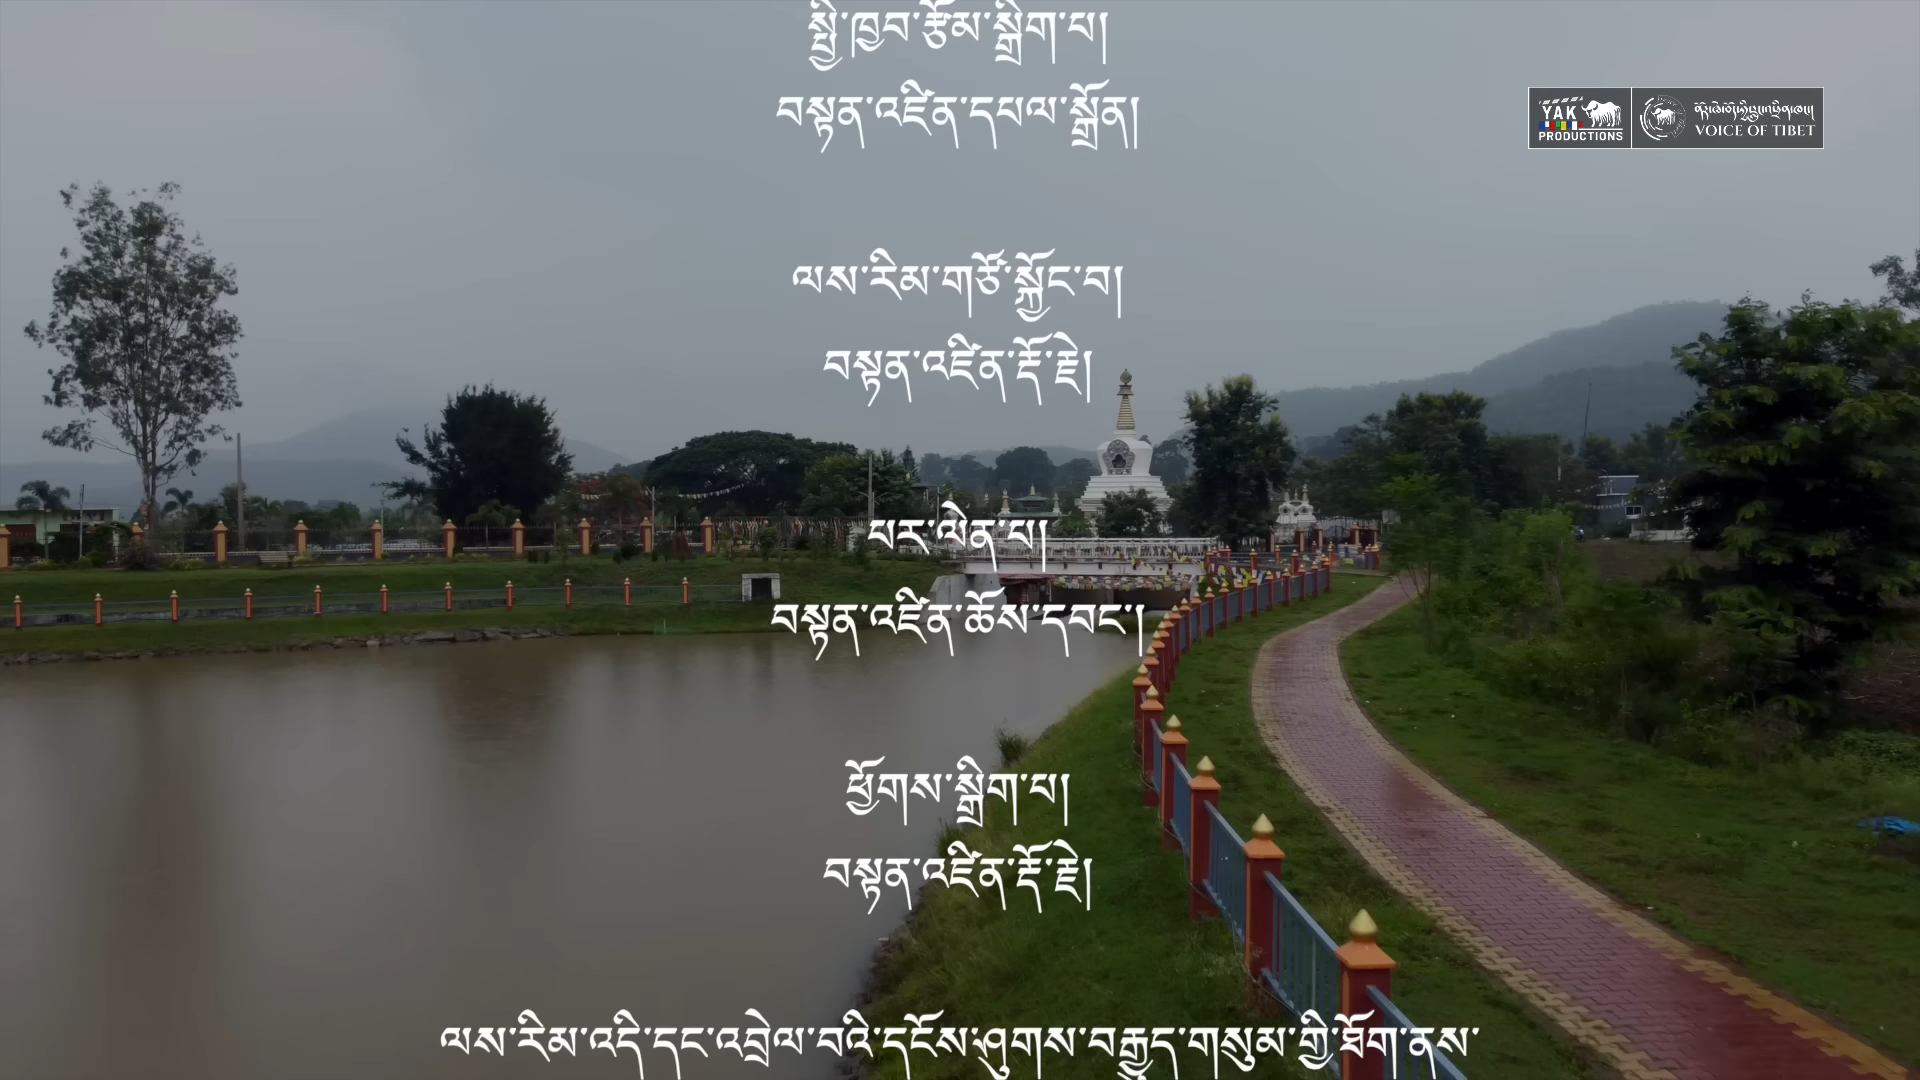 སྤྱི་ཁྱབ་རྩོམ་སྒྲིག་པ།
བསྟན་འཛིན་དཔལ་སྒྲོན།
YAK
PRODUCTIONS
VOICE OF TIBET
ལས་རིམ་གཙོ་སྐྱོང་བ།
བསྟན་འཛིན་རྡོ་རྗེ།
པར་ལེན་པ།
བསྟན་འཛིན་ཆོས་དབང་།
ཕྱོགས་སྒྲིག་པ།
བསྟན་འཛིན་རྡོ་རྗེ།
ལས་རིམ་འདི་དང་འབྲེལ་བའི་དངོས་ཤུགས་བརྒྱུད་གསུམ་གྱི་ཐོག་ནས་